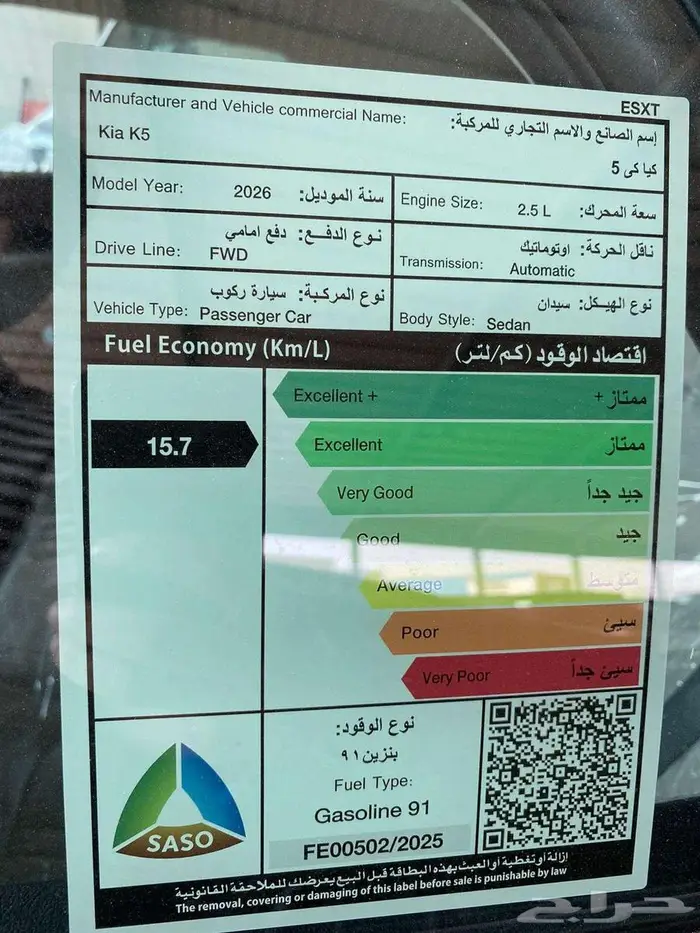 ESXT
Manufacturer and Vehicle commercial Name: إسم الصانع والاسم التجاري للمركبة:
Kia K5 كيا كى 5
Model Year: 2026 سنة الموديل:
Engine Size: 2.5 L سعة المحرك:
Drive Line: FWD نوع الدفع: دفع امامي
Transmission: Automatic ناقل الحركة: اوتوماتيك
Vehicle Type: Passenger Car نوع المركبة: سيارة ركوب
Body Style: Sedan نوع الهيكل: سيدان
Fuel Economy (Km/L) اقتصاد الوقود (كم/لتر)
Excellent + ممتاز +
15.7
Excellent ممتاز
Very Good جيد جداً
Good جيد
Average متوسط
Poor سيئ
Very Poor سيئ جداً
نوع الوقود:
بنزين ٩١
Fuel Type:
Gasoline 91
FE00502/2025
SASO
إزالة أو تغطية أو العبث بهذه البطاقة قبل البيع يعرضك للملاحقة القانونية
The removal, covering or damaging of this label before sale is punishable by law
حراج